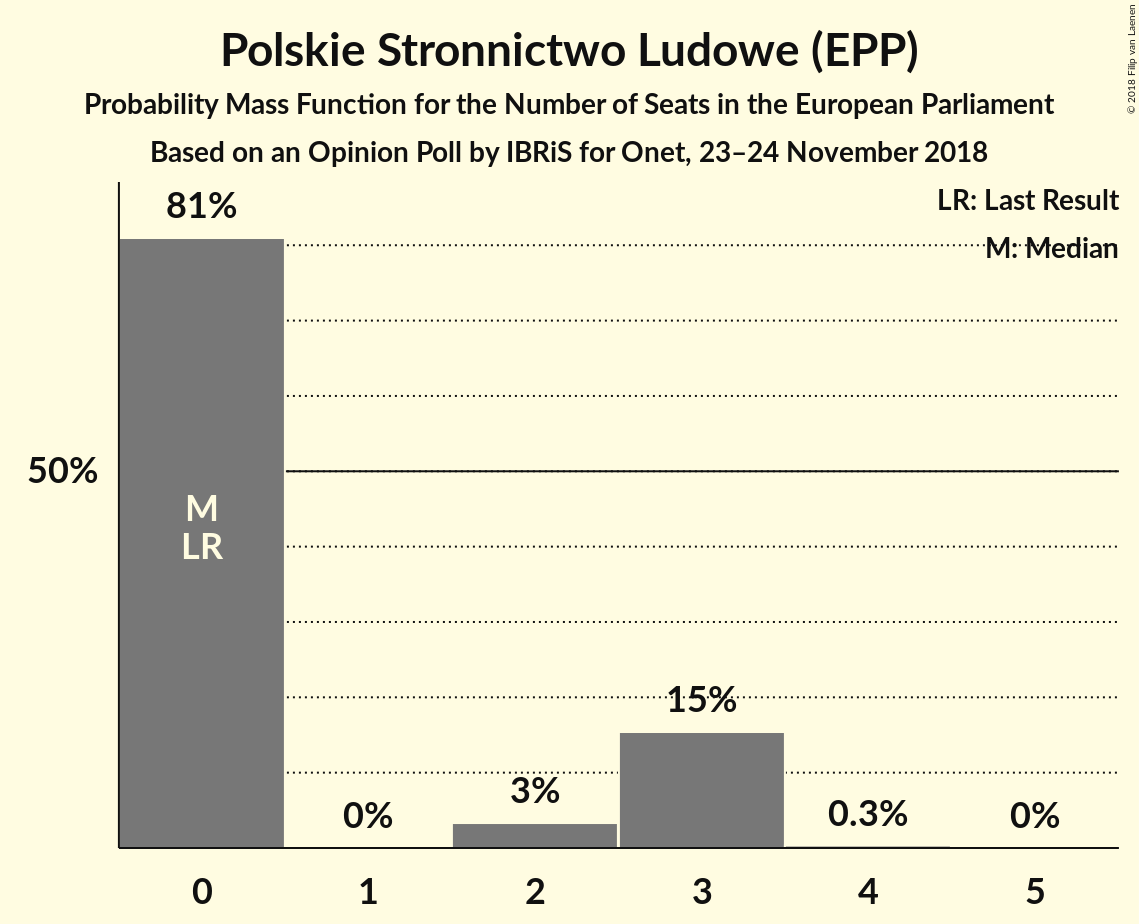 Polskie Stronnictwo Ludowe (EPP)
Probability Mass Function for the Number of Seats in the European Parliament
Based on an Opinion Poll by IBRiS for Onet, 23–24 November 2018
© 2018 Filip van Laenen
LR: Last Result
M: Median
81%
50%
M
LR
0%
3%
15%
0.3%
0%
0 1 2 3 4 5